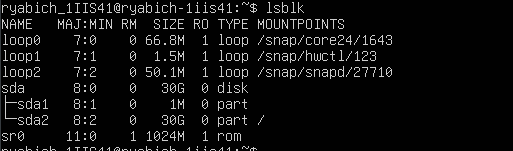 ryabich_1IIS41@ryabich-1iis41:~$ lsblk
NAME   MAJ:MIN RM  SIZE RO TYPE MOUNTPOINTS
loop0    7:0    0 66.8M  1 loop /snap/core24/1643
loop1    7:1    0  1.5M  1 loop /snap/hwctl/123
loop2    7:2    0 50.1M  1 loop /snap/snapd/27710
sda      8:0    0   30G  0 disk
├─sda1   8:1    0    1M  0 part
└─sda2   8:2    0   30G  0 part /
sr0     11:0    1 1024M  1 rom
ryabich_1IIS41@ryabich-1iis41:~$